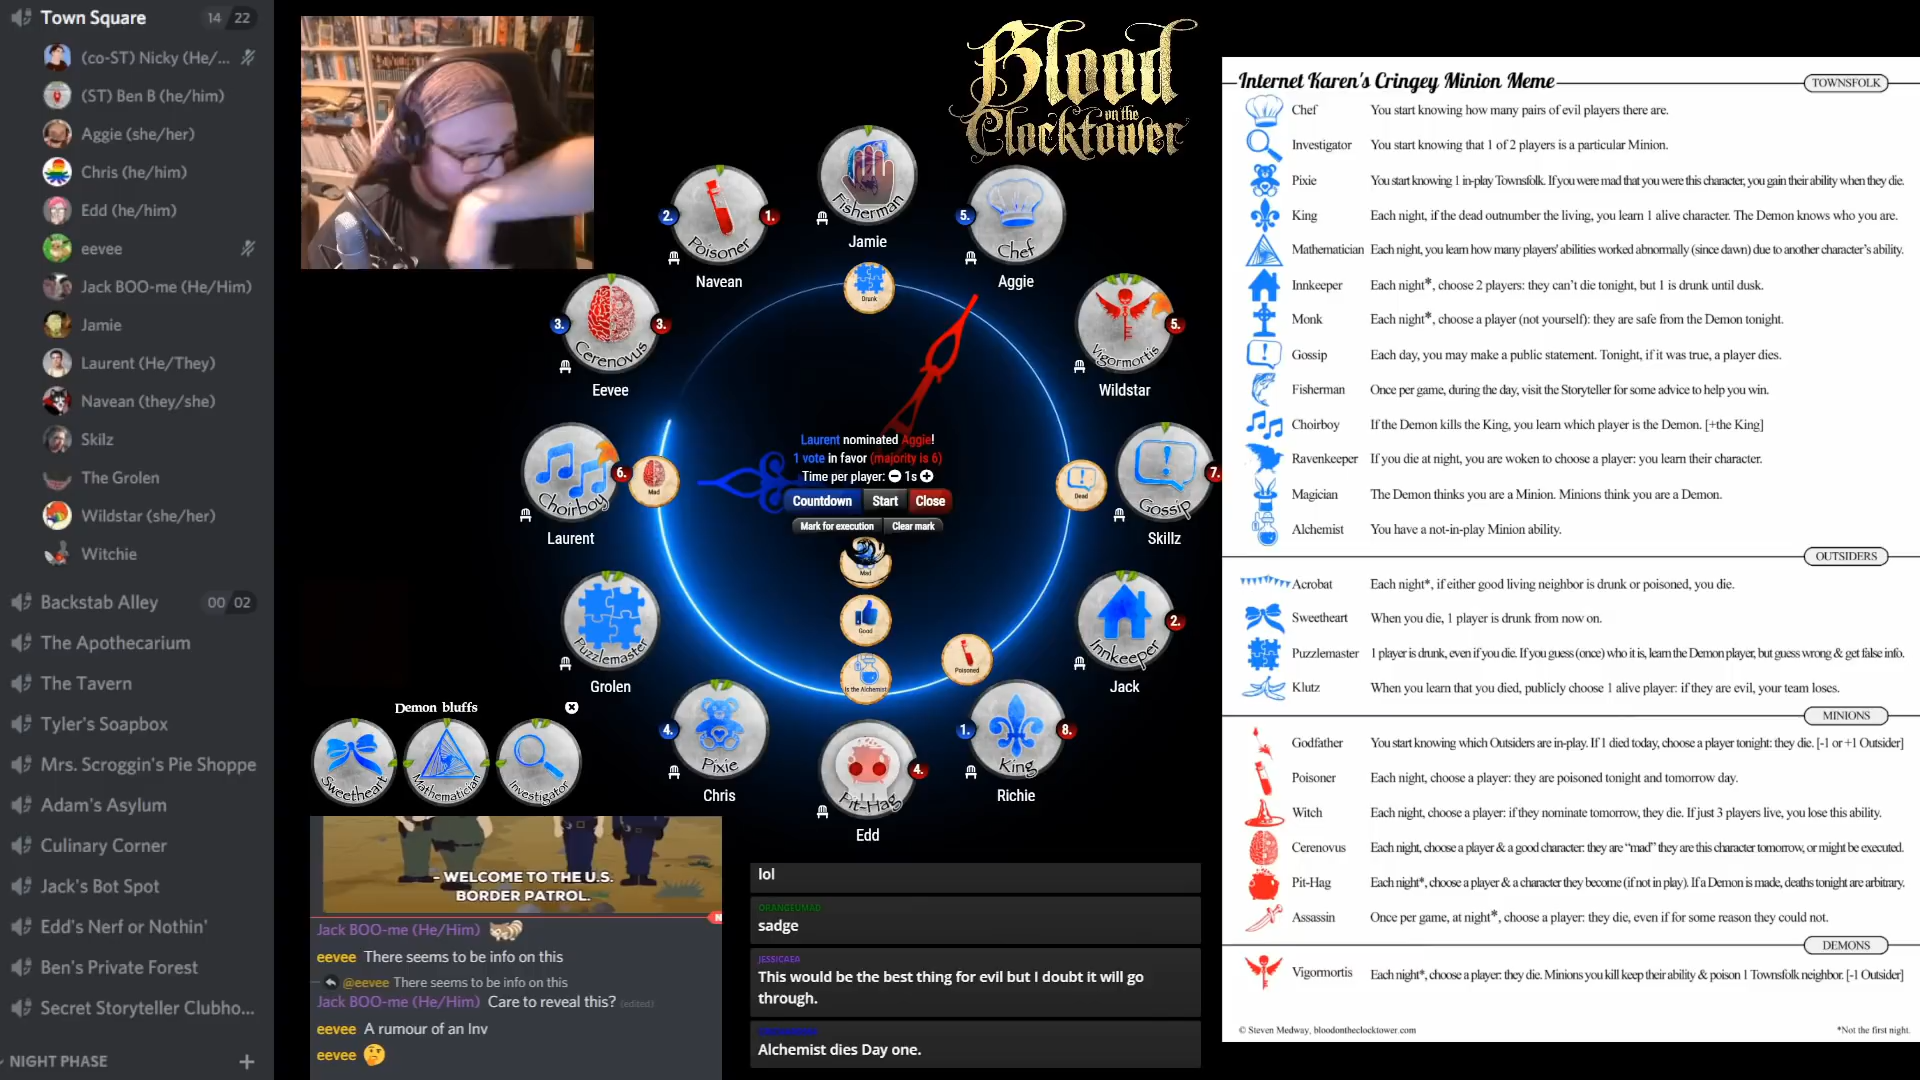 Town Square
14 22
(co-ST) Nicky (He/...
(ST) Ben B (he/him)
Aggie (she/her)
Chris (he/him)
Edd (he/him)
eevee
Jack BOO-me (He/Him)
Jamie
Laurent (He/They)
Navean (they/she)
Skilz
The Grolen
Wildstar (she/her)
Witchie
Backstab Alley
00 02
The Apothecarium
The Tavern
Tyler's Soapbox
Mrs. Scroggin's Pie Shoppe
Adam's Asylum
Culinary Corner
Jack's Bot Spot
Edd's Nerf or Nothin'
Ben's Private Forest
Secret Storyteller Clubho...
NIGHT PHASE
Blood
on the
Clocktower
Fisherman
Jamie
Drunk
5.
Chef
Aggie
Vigormortis
5.
Wildstar
Gossip
7.
Skillz
Dead
Innkeeper
2.
Jack
1.
King
8.
Richie
Poisoned
Pit-Hag
4.
Edd
4.
Pixie
Chris
Puzzlemaster
Grolen
Choirboy
6.
Laurent
Mad
3.
Cerenovus
3.
Eevee
2.
Poisoner
1.
Navean
Laurent nominated Aggie!
1 vote in favor (majority is 6)
Time per player: 1s
Countdown
Start
Close
Mark for execution
Clear mark
Mad
Good
Is the Alchemist
Demon bluffs
Sweetheart
Mathematician
Investigator
- WELCOME TO THE U.S.
BORDER PATROL.
Jack BOO-me (He/Him)
eevee There seems to be info on this
@eevee There seems to be info on this
Jack BOO-me (He/Him) Care to reveal this? (edited)
eevee A rumour of an Inv
eevee
lol
ORANGEUMAD
sadge
JESSICAEA
This would be the best thing for evil but I doubt it will go
through.
Alchemist dies Day one.
Internet Karen's Cringey Minion Meme
TOWNSFOLK
Chef You start knowing how many pairs of evil players there are.
Investigator You start knowing that 1 of 2 players is a particular Minion.
Pixie You start knowing 1 in-play Townsfolk. If you were mad that you were this character, you gain their ability when they die.
King Each night, if the dead outnumber the living, you learn 1 alive character. The Demon knows who you are.
Mathematician Each night, you learn how many players' abilities worked abnormally (since dawn) due to another character's ability.
Innkeeper Each night*, choose 2 players: they can't die tonight, but 1 is drunk until dusk.
Monk Each night*, choose a player (not yourself): they are safe from the Demon tonight.
Gossip Each day, you may make a public statement. Tonight, if it was true, a player dies.
Fisherman Once per game, during the day, visit the Storyteller for some advice to help you win.
Choirboy If the Demon kills the King, you learn which player is the Demon. [+the King]
Ravenkeeper If you die at night, you are woken to choose a player: you learn their character.
Magician The Demon thinks you are a Minion. Minions think you are a Demon.
Alchemist You have a not-in-play Minion ability.
OUTSIDERS
Acrobat Each night*, if either good living neighbor is drunk or poisoned, you die.
Sweetheart When you die, 1 player is drunk from now on.
Puzzlemaster 1 player is drunk, even if you die. If you guess (once) who it is, learn the Demon player, but guess wrong & get false info.
Klutz When you learn that you died, publicly choose 1 alive player: if they are evil, your team loses.
MINIONS
Godfather You start knowing which Outsiders are in-play. If 1 died today, choose a player tonight: they die. [-1 or +1 Outsider]
Poisoner Each night, choose a player: they are poisoned tonight and tomorrow day.
Witch Each night, choose a player: if they nominate tomorrow, they die. If just 3 players live, you lose this ability.
Cerenovus Each night, choose a player & a good character: they are "mad" they are this character tomorrow, or might be executed.
Pit-Hag Each night*, choose a player & a character they become (if not in play). If a Demon is made, deaths tonight are arbitrary.
Assassin Once per game, at night*, choose a player: they die, even if for some reason they could not.
DEMONS
Vigormortis Each night*, choose a player: they die. Minions you kill keep their ability & poison 1 Townsfolk neighbor. [-1 Outsider]
© Steven Medway, bloodontheclocktower.com
*Not the first night.